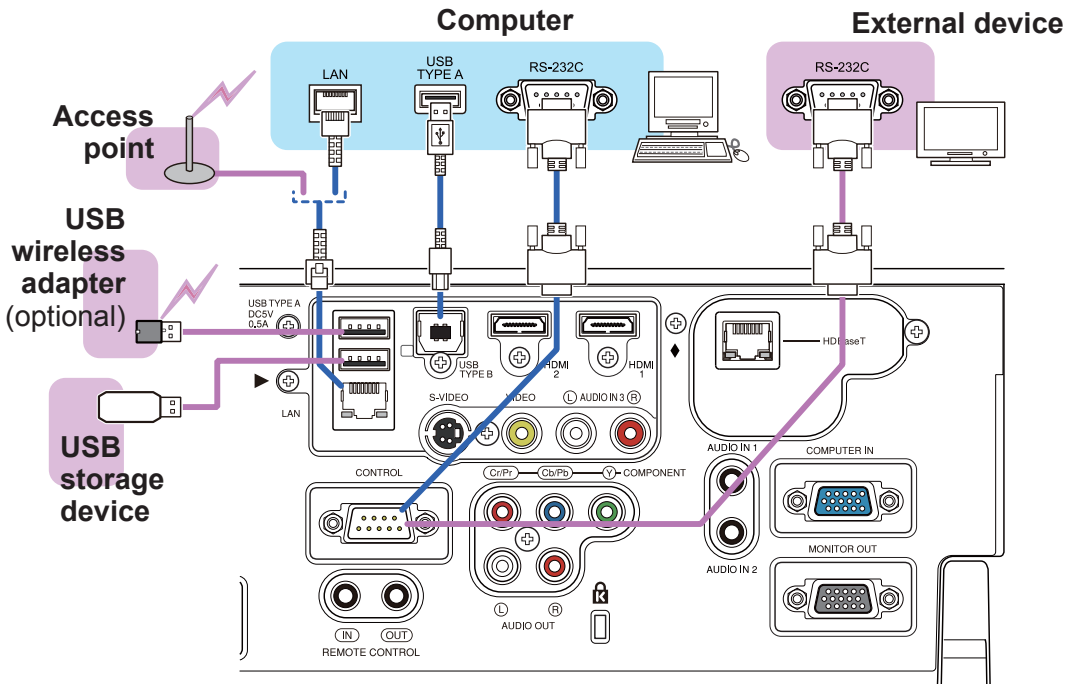 Computer
External device
LAN
USB
TYPE A
RS-232C
RS-232C
Access
point
USB
wireless
adapter
(optional)
USB TYPE A
DC5V
0.5A
USB
TYPE B
HDMI
2
HDMI
1
HDBaseT
LAN
S-VIDEO
VIDEO
L AUDIO IN 3 R
USB
storage
device
CONTROL
Cr/Pr Cb/Pb Y COMPONENT
AUDIO IN 1
COMPUTER IN
AUDIO IN 2
MONITOR OUT
L R
AUDIO OUT
K
IN OUT
REMOTE CONTROL